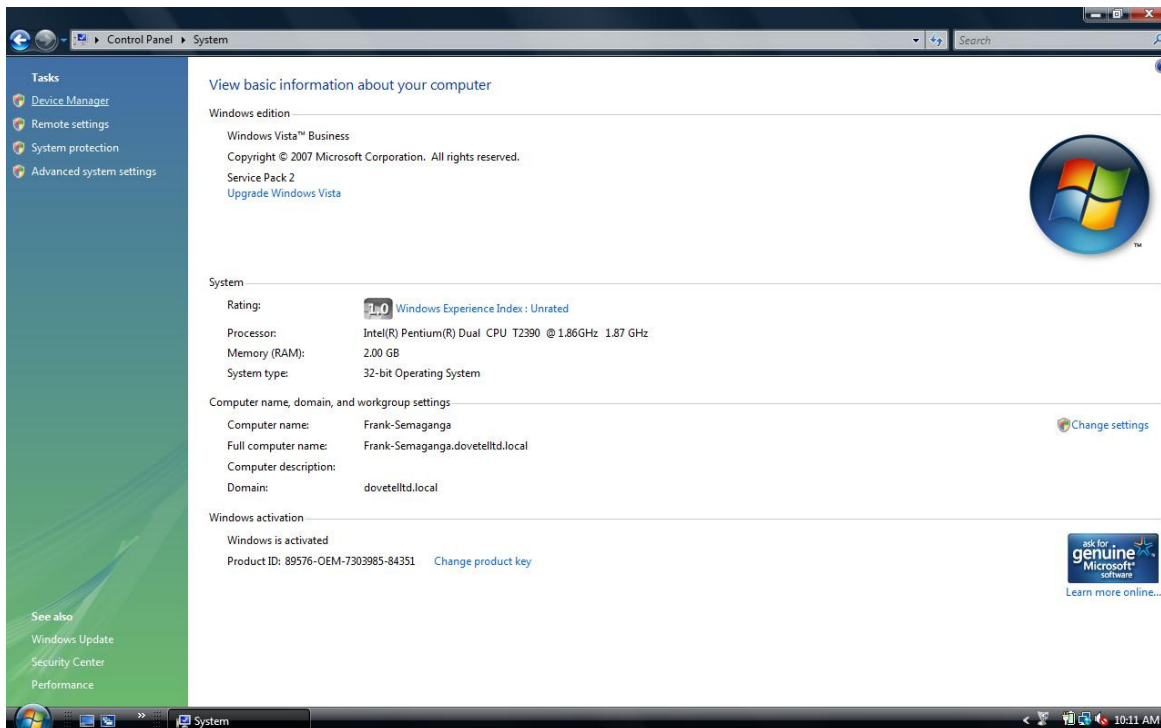 Control Panel ▸ System
Search
Tasks
Device Manager
Remote settings
System protection
Advanced system settings
See also
Windows Update
Security Center
Performance
View basic information about your computer
Windows edition
Windows Vista™ Business
Copyright © 2007 Microsoft Corporation. All rights reserved.
Service Pack 2
Upgrade Windows Vista
TM
System
Rating: 1.0 Windows Experience Index : Unrated
Processor: Intel(R) Pentium(R) Dual CPU T2390 @ 1.86GHz 1.87 GHz
Memory (RAM): 2.00 GB
System type: 32-bit Operating System
Computer name, domain, and workgroup settings
Computer name: Frank-Semaganga
Change settings
Full computer name: Frank-Semaganga.dovetelltd.local
Computer description:
Domain: dovetelltd.local
Windows activation
Windows is activated
Product ID: 89576-OEM-7303985-84351 Change product key
ask for
genuine
Microsoft®
software
Learn more online...
System
10:11 AM